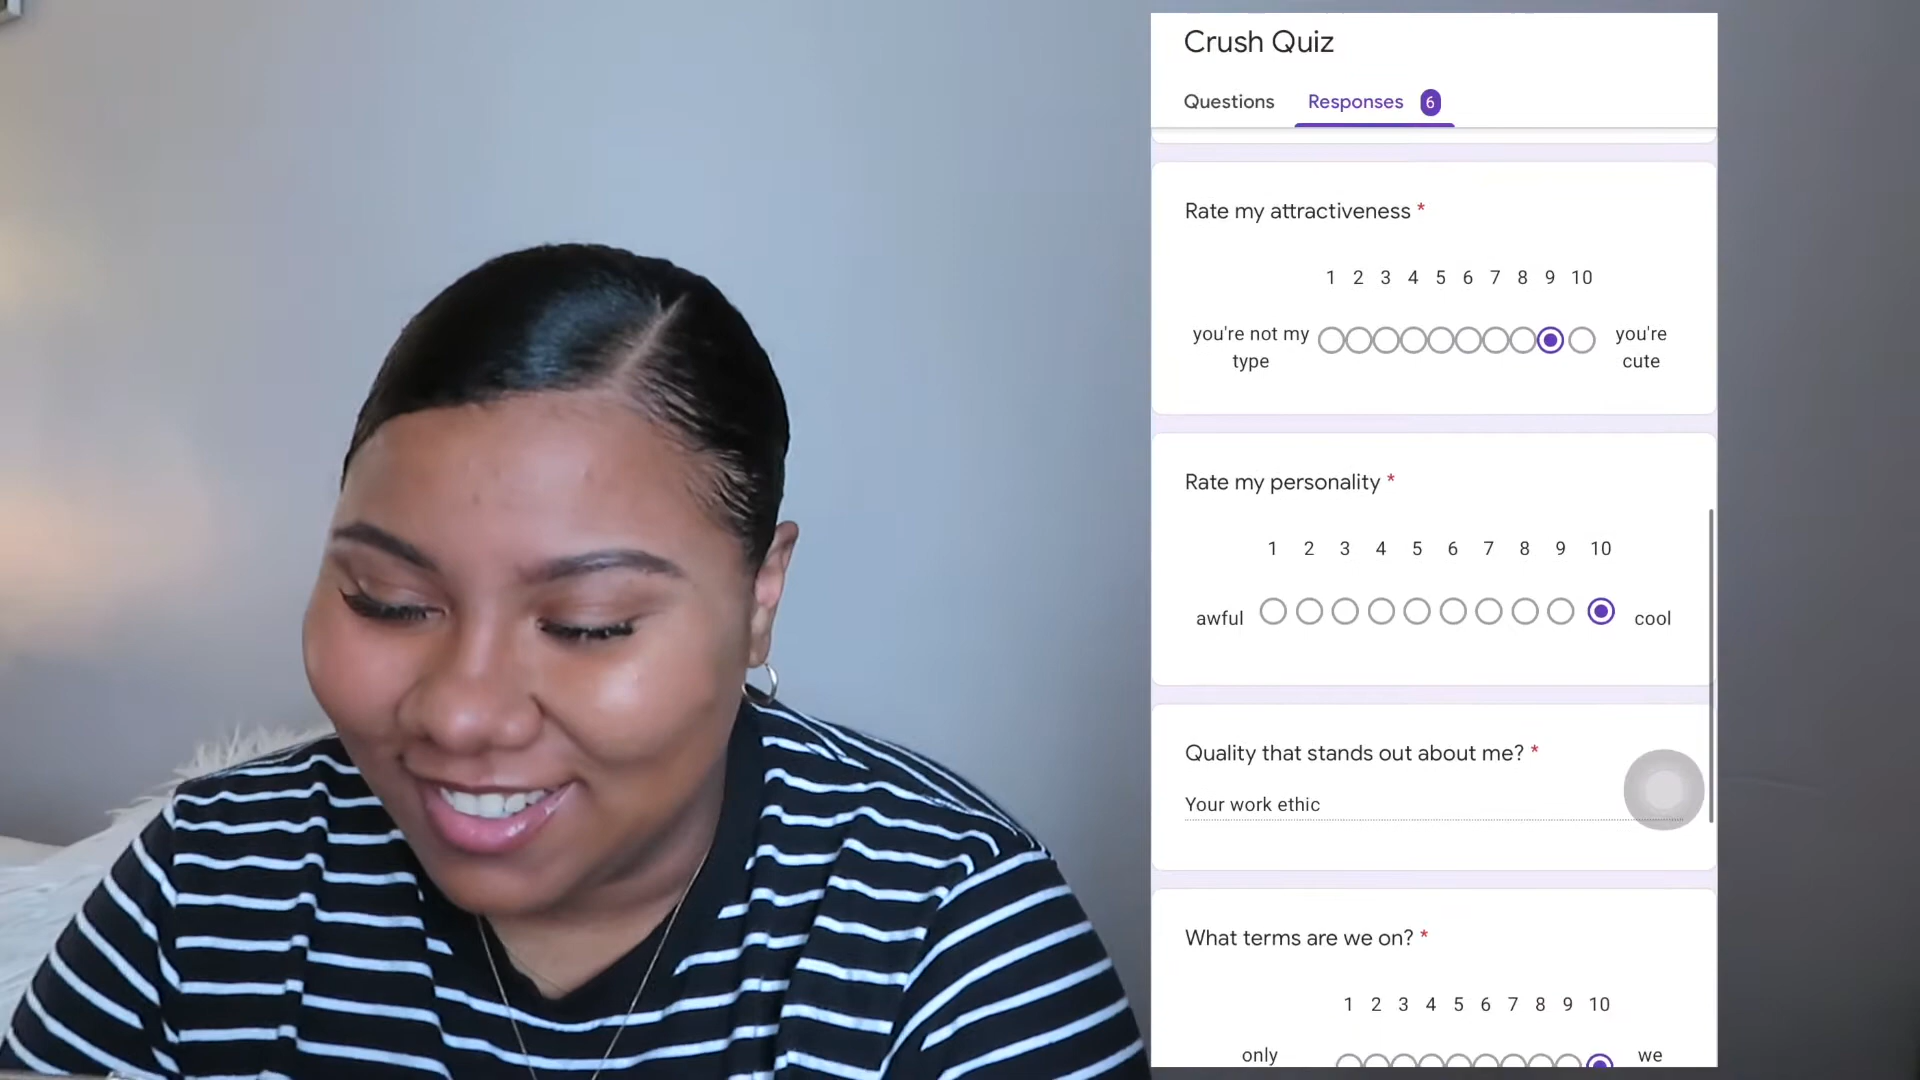 Crush Quiz
Questions Responses 6
Rate my attractiveness *
1 2 3 4 5 6 7 8 9 10
you're not my type you're cute
Rate my personality *
1 2 3 4 5 6 7 8 9 10
awful cool
Quality that stands out about me? *
Your work ethic
What terms are we on? *
1 2 3 4 5 6 7 8 9 10
only we